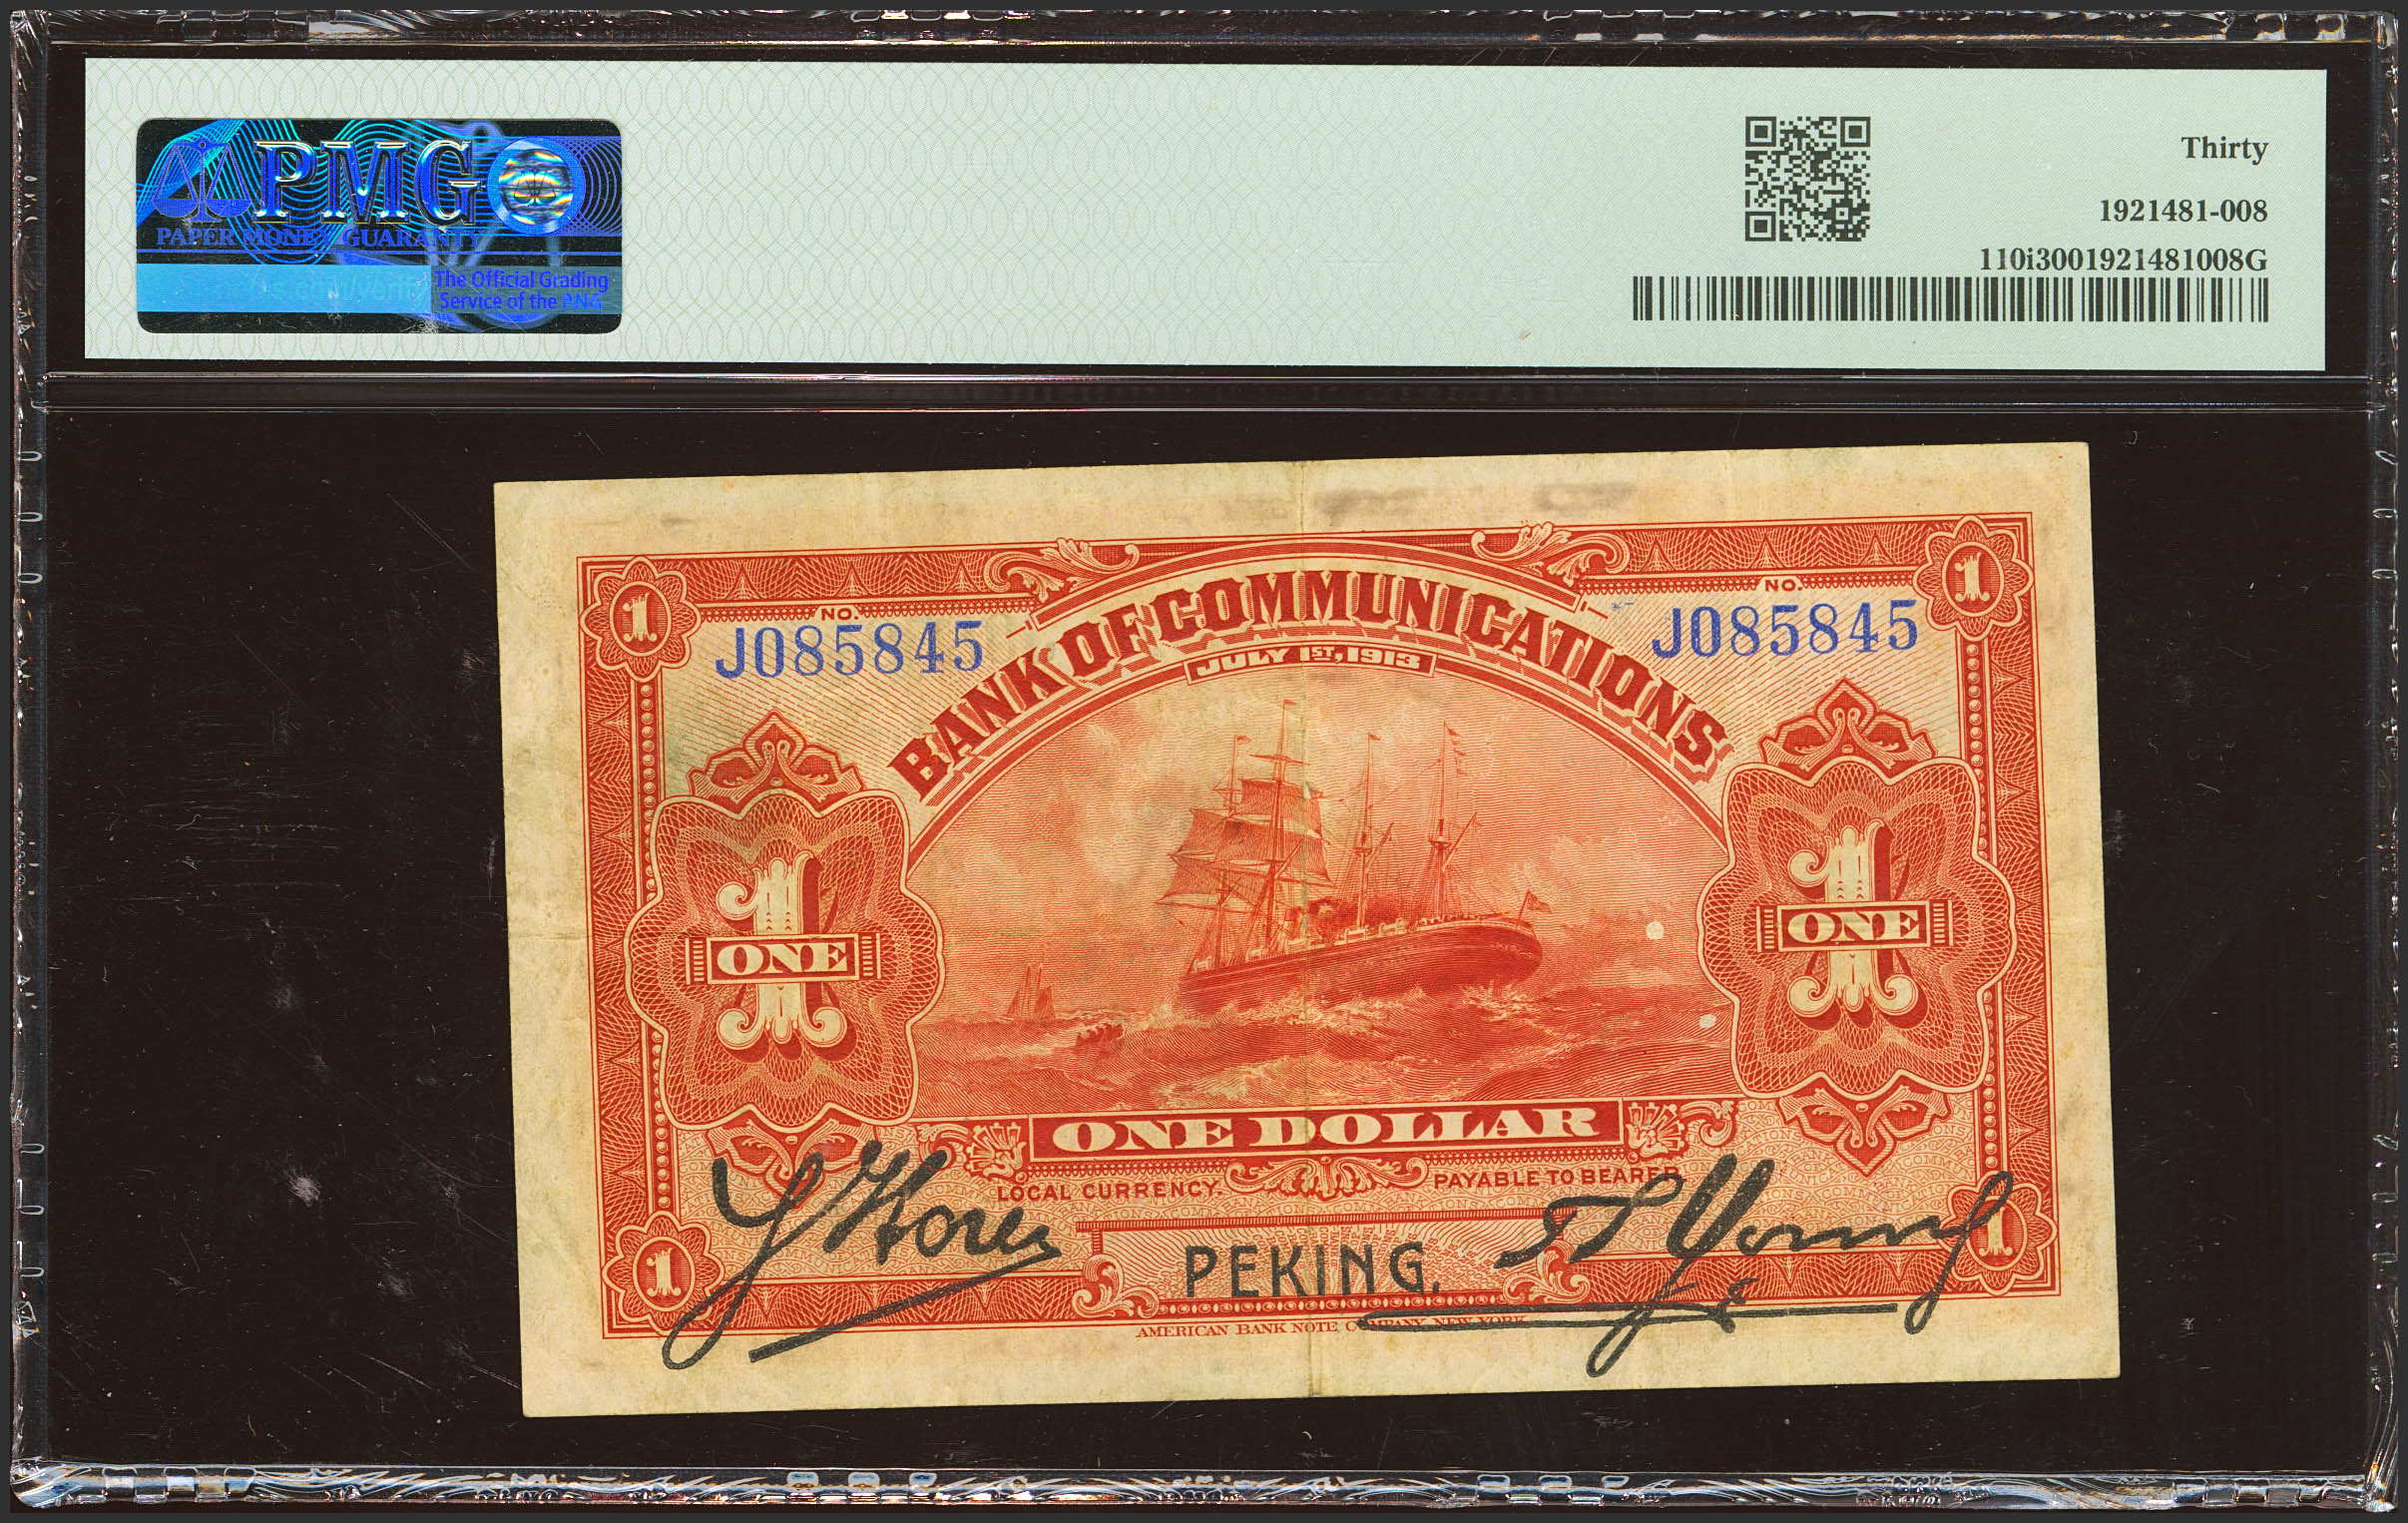 PMG
PAPER MONEY GUARANTY
The Official Grading
Service of the PNG
Thirty
1921481-008
110i3001921481008G
1
NO.
J085845
NO.
J085845
1
BANK OF COMMUNICATIONS
JULY 1ST, 1913
1
ONE
1
ONE
ONE DOLLAR
LOCAL CURRENCY.
PAYABLE TO BEARER
PEKING.
1
1
AMERICAN BANK NOTE COMPANY, NEW YORK.